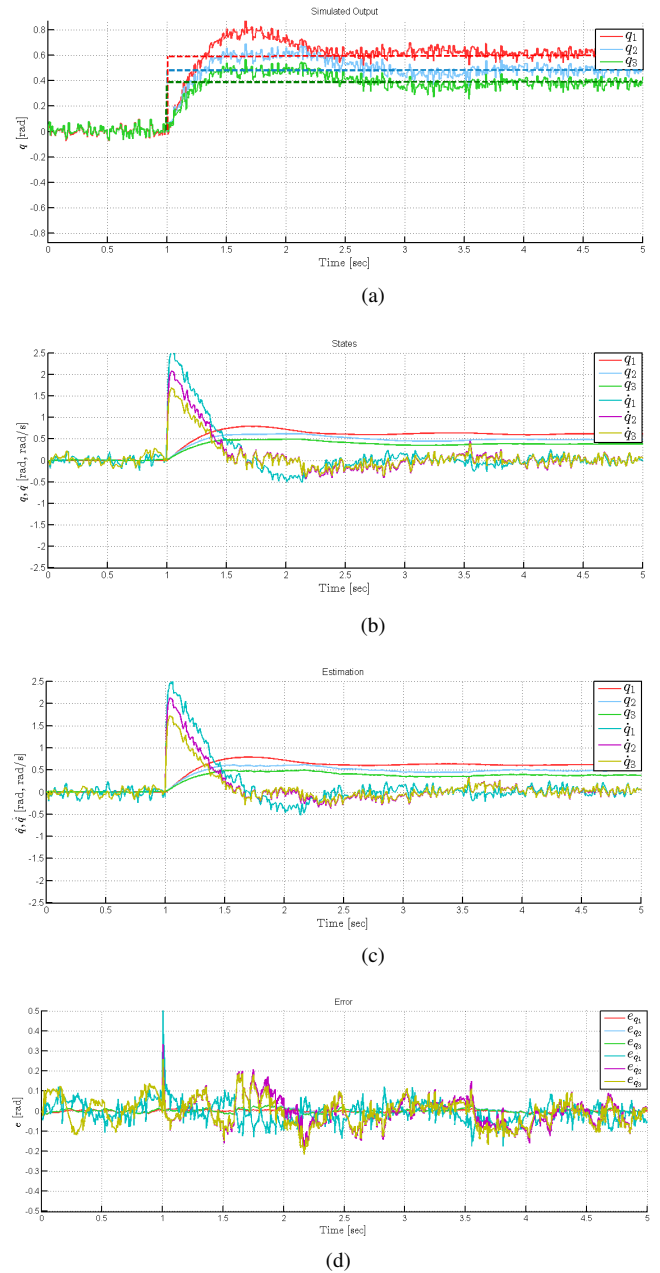 Simulated Output
q1
q2
q3
0.8
0.6
0.4
0.2
0
-0.2
-0.4
-0.6
-0.8
q [rad]
0 0.5 1 1.5 2 2.5 3 3.5 4 4.5 5
Time [sec]
(a)
States
q1
q2
q3
q̇1
q̇2
q̇3
2.5
2
1.5
1
0.5
0
-0.5
-1
-1.5
-2
-2.5
q, q̇ [rad, rad/s]
0 0.5 1 1.5 2 2.5 3 3.5 4 4.5 5
Time [sec]
(b)
Estimation
q1
q2
q3
q̇1
q̇2
q̇3
2.5
2
1.5
1
0.5
0
-0.5
-1
-1.5
-2
-2.5
q̂, q̇̂ [rad, rad/s]
0 0.5 1 1.5 2 2.5 3 3.5 4 4.5 5
Time [sec]
(c)
Error
eq1
eq2
eq3
eq1
eq2
eq3
0.5
0.4
0.3
0.2
0.1
0
-0.1
-0.2
-0.3
-0.4
-0.5
e [rad]
0 0.5 1 1.5 2 2.5 3 3.5 4 4.5 5
Time [sec]
(d)